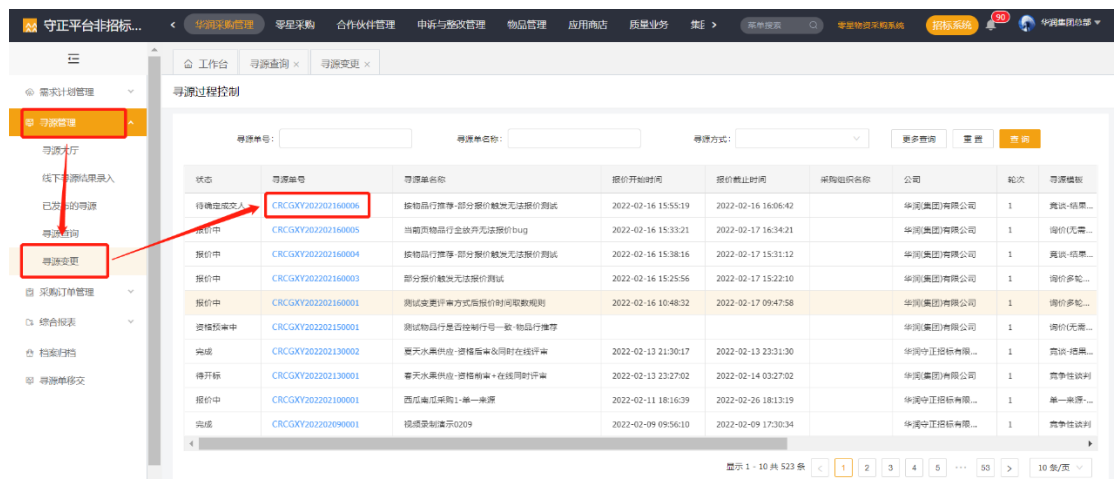 守正平台非招标...
华润采购管理 零星采购 合作伙伴管理 申诉与整改管理 物品管理 应用商店 质量业务 集
菜单搜索
零星物资采购系统
招标系统
90
华润集团总部
工作台 寻源查询 × 寻源变更 ×
需求计划管理
寻源管理
寻源大厅
线下寻源结果录入
已发布的寻源
寻源查询
寻源变更
采购订单管理
综合报表
档案归档
寻源单移交
寻源过程控制
寻源单号: 寻源单名称: 寻源方式: 更多查询 重置 查询
状态 寻源单号 寻源单名称 报价开始时间 报价截止时间 采购组织名称 公司 轮次 寻源模板
待确定成交人 CRCGXY202202160006 按物品行推荐-部分报价触发无法报价测试 2022-02-16 15:55:19 2022-02-16 16:06:42 华润(集团)有限公司 1 竞谈-结果...
报价中 CRCGXY202202160005 当前页物品行全放弃无法报价bug 2022-02-16 15:33:21 2022-02-17 16:34:21 华润(集团)有限公司 1 询价(无需...
报价中 CRCGXY202202160004 按物品行推荐-部分报价触发无法报价测试 2022-02-16 15:38:16 2022-02-17 15:31:12 华润(集团)有限公司 1 竞谈-结果...
报价中 CRCGXY202202160003 部分报价触发无法报价测试 2022-02-16 15:25:56 2022-02-17 15:22:10 华润(集团)有限公司 1 询价多轮...
报价中 CRCGXY202202160001 测试变更评审方式后报价时间取数规则 2022-02-16 10:48:32 2022-02-17 09:47:58 华润(集团)有限公司 1 询价多轮...
资格预审中 CRCGXY202202150001 测试物品行是否控制行号一致-物品行推荐 华润(集团)有限公司 1 询价(无需...
完成 CRCGXY202202130002 夏天水果供应-资格后审&同时在线评审 2022-02-13 21:30:17 2022-02-13 23:31:30 华润守正招标有限... 1 竞谈-结果...
待开标 CRCGXY202202130001 春天水果供应-资格前审+在线同时评审 2022-02-13 23:27:02 2022-02-14 03:27:02 华润(集团)有限公司 1 竞争性谈判
报价中 CRCGXY202202100001 西瓜南瓜采购1-单一来源 2022-02-11 18:16:39 2022-02-26 18:13:19 华润守正招标有限... 1 单一来源-...
完成 CRCGXY202202090001 视频录制演示0209 2022-02-09 09:56:10 2022-02-09 17:30:34 华润守正招标有限... 1 竞争性谈判
显示 1 - 10 共 523 条 < 1 2 3 4 5 ··· 53 > 10 条/页